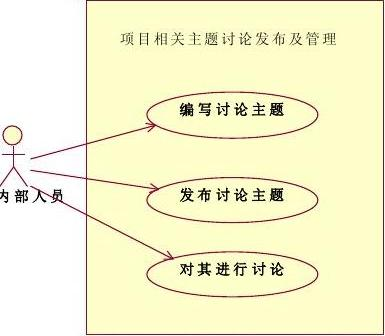 项目相关主题讨论发布及管理
编写讨论主题
发布讨论主题
内部人员
对其进行讨论